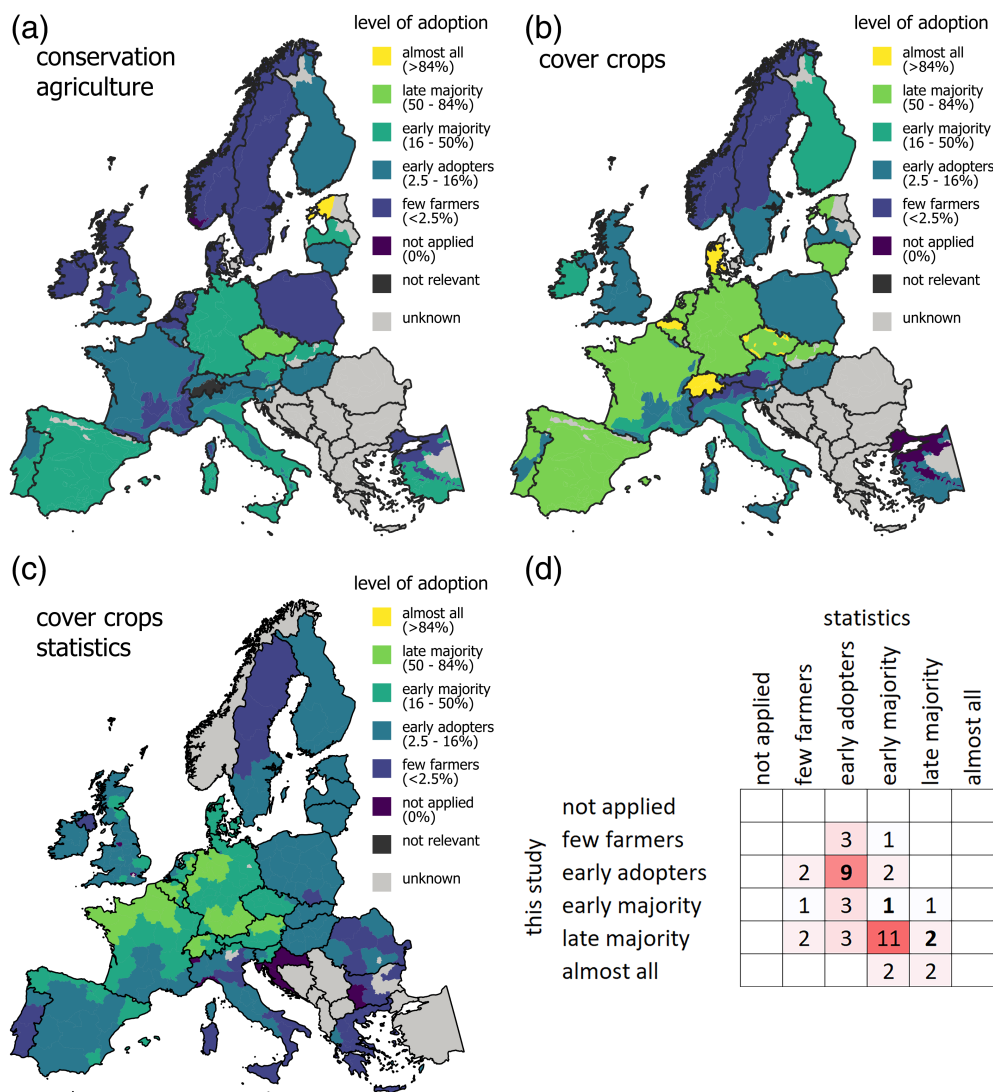 (a)
conservation
agriculture
level of adoption
almost all
(>84%)
late majority
(50 - 84%)
early majority
(16 - 50%)
early adopters
(2.5 - 16%)
few farmers
(<2.5%)
not applied
(0%)
not relevant
unknown
(b)
cover crops
level of adoption
almost all
(>84%)
late majority
(50 - 84%)
early majority
(16 - 50%)
early adopters
(2.5 - 16%)
few farmers
(<2.5%)
not applied
(0%)
not relevant
unknown
(c)
cover crops
statistics
level of adoption
almost all
(>84%)
late majority
(50 - 84%)
early majority
(16 - 50%)
early adopters
(2.5 - 16%)
few farmers
(<2.5%)
not applied
(0%)
not relevant
unknown
(d)
statistics
not applied
few farmers
early adopters
early majority
late majority
almost all
this study
not applied
few farmers 3 1
early adopters 2 9 2
early majority 1 3 1 1
late majority 2 3 11 2
almost all 2 2